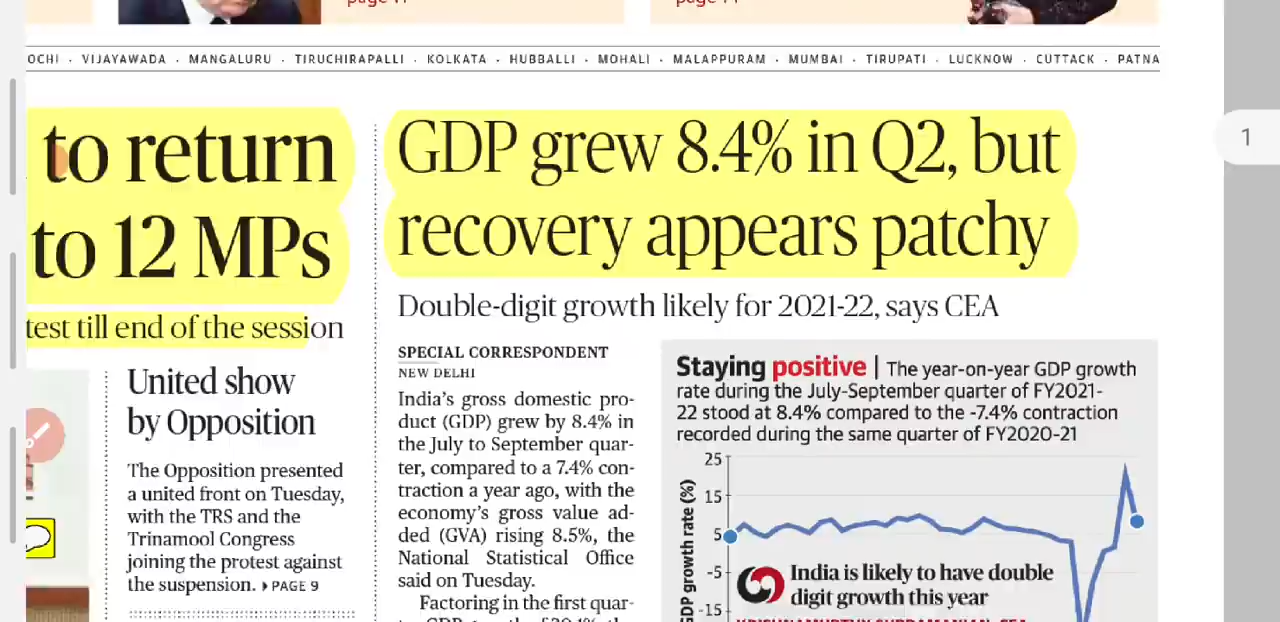 OCHI · VIJAYAWADA · MANGALURU · TIRUCHIRAPALLI · KOLKATA · HUBBALLI · MOHALI · MALAPPURAM · MUMBAI · TIRUPATI · LUCKNOW · CUTTACK · PATNA
1
to return
to 12 MPs
test till end of the session
United show
by Opposition
The Opposition presented
a united front on Tuesday,
with the TRS and the
Trinamool Congress
joining the protest against
the suspension. PAGE 9
GDP grew 8.4% in Q2, but
recovery appears patchy
Double-digit growth likely for 2021-22, says CEA
SPECIAL CORRESPONDENT
NEW DELHI
India's gross domestic pro-
duct (GDP) grew by 8.4% in
the July to September quar-
ter, compared to a 7.4% con-
traction a year ago, with the
economy's gross value ad-
ded (GVA) rising 8.5%, the
National Statistical Office
said on Tuesday.
Factoring in the first quar-
Staying positive | The year-on-year GDP growth
rate during the July-September quarter of FY2021-
22 stood at 8.4% compared to the -7.4% contraction
recorded during the same quarter of FY2020-21
25
15
5
-5
-15
GDP growth rate (%)
India is likely to have double
digit growth this year